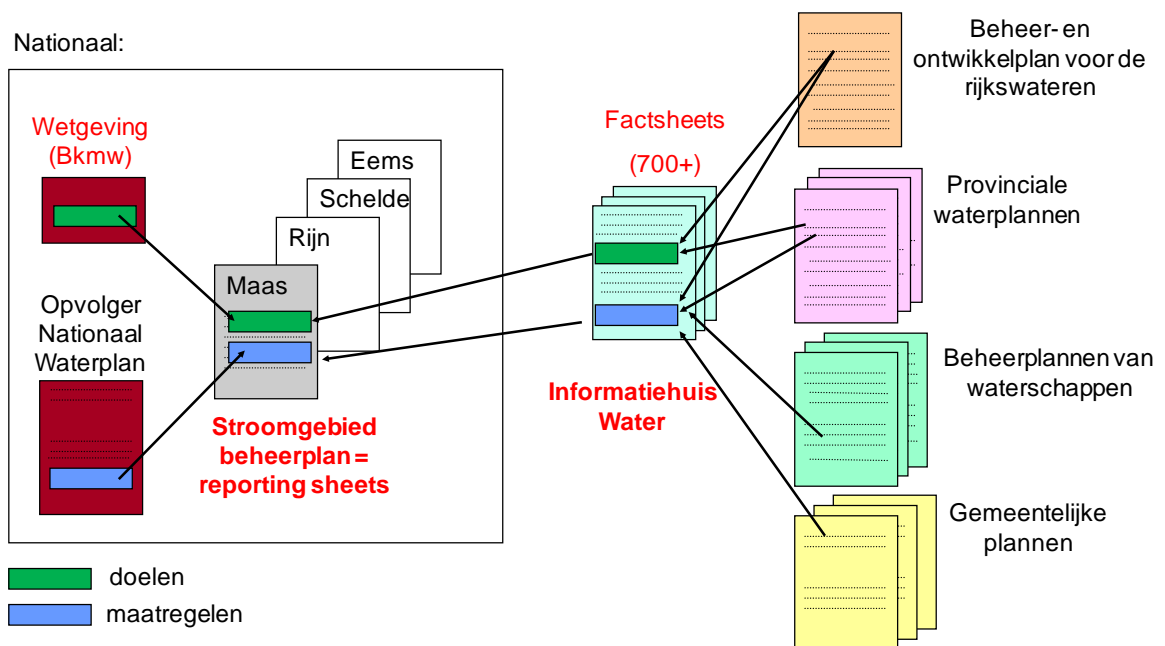 Nationaal:
Wetgeving
(Bkmw)
Opvolger
Nationaal
Waterplan
Eems
Schelde
Rijn
Maas
Stroomgebied
beheerplan =
reporting sheets
Factsheets
(700+)
Informatiehuis
Water
Beheer- en
ontwikkelplan voor de
rijkswateren
Provinciale
waterplannen
Beheerplannen van
waterschappen
Gemeentelijke
plannen
doelen
maatregelen